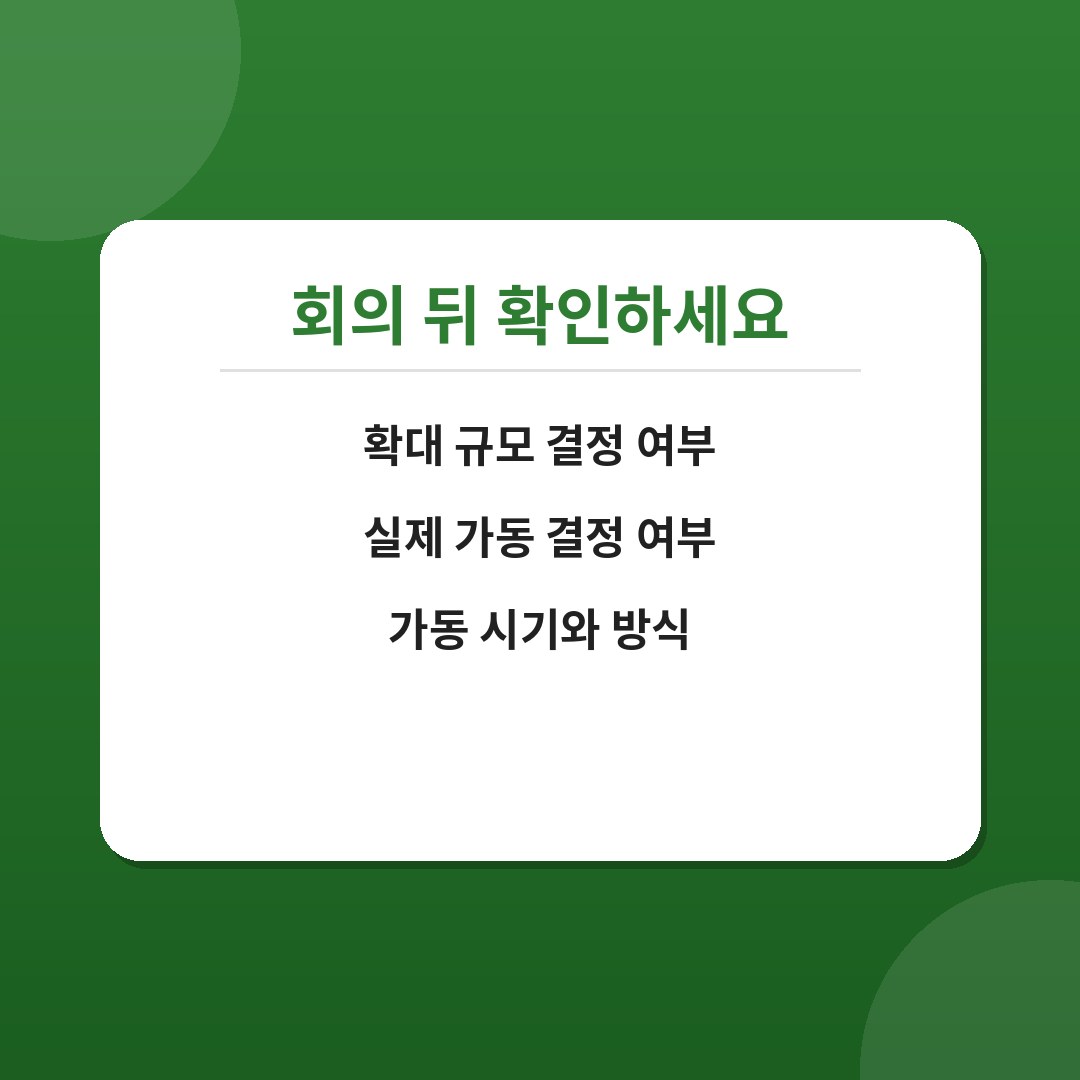 회의 뒤 확인하세요
확대 규모 결정 여부
실제 가동 결정 여부
가동 시기와 방식